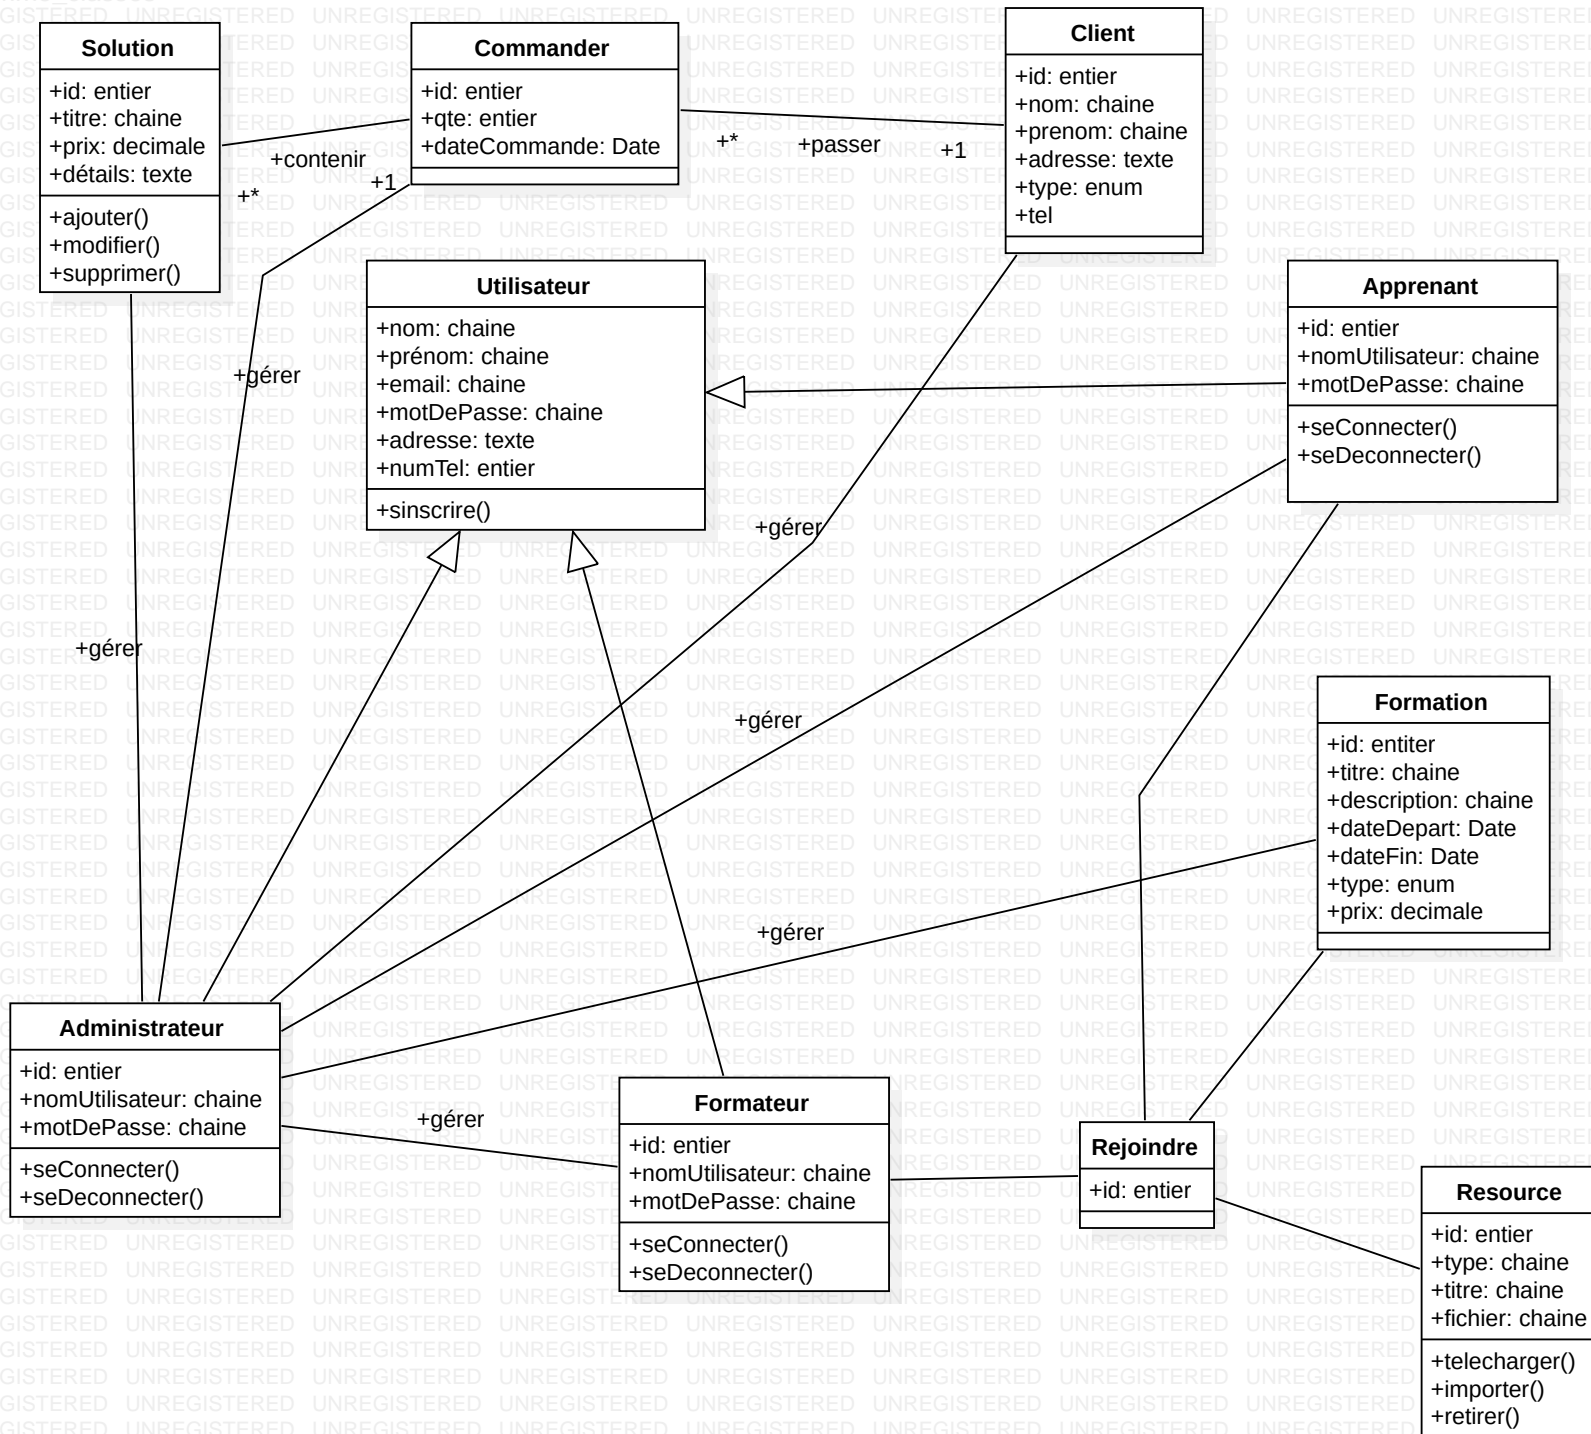 Solution
+id: entier
+titre: chaine
+prix: decimale
+détails: texte
+ajouter()
+modifier()
+supprimer()
Commander
+id: entier
+qte: entier
+dateCommande: Date
Client
+id: entier
+nom: chaine
+prenom: chaine
+adresse: texte
+type: enum
+tel
+contenir
+*
+1
+*
+passer
+1
Utilisateur
+nom: chaine
+prénom: chaine
+email: chaine
+motDePasse: chaine
+adresse: texte
+numTel: entier
+sinscrire()
Apprenant
+id: entier
+nomUtilisateur: chaine
+motDePasse: chaine
+seConnecter()
+seDeconnecter()
+gérer
+gérer
+gérer
+gérer
Formation
+id: entiter
+titre: chaine
+description: chaine
+dateDepart: Date
+dateFin: Date
+type: enum
+prix: decimale
+gérer
Administrateur
+id: entier
+nomUtilisateur: chaine
+motDePasse: chaine
+seConnecter()
+seDeconnecter()
+gérer
Formateur
+id: entier
+nomUtilisateur: chaine
+motDePasse: chaine
+seConnecter()
+seDeconnecter()
Rejoindre
+id: entier
Resource
+id: entier
+type: chaine
+titre: chaine
+fichier: chaine
+telecharger()
+importer()
+retirer()